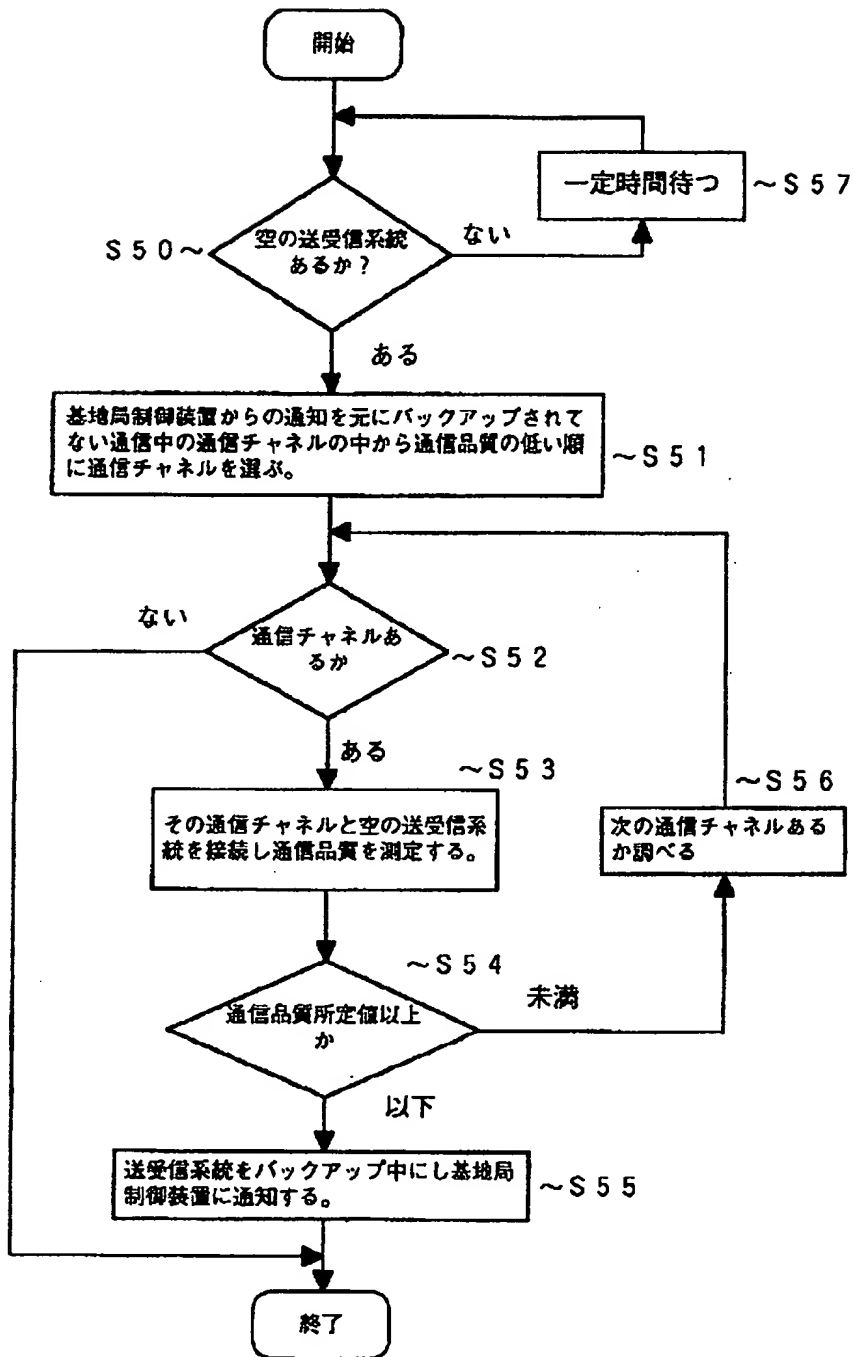 開始
一定時間待つ
～S57
S50～
空の送受信系統
あるか？
ない
ある
基地局制御装置からの通知を元にバックアップされて
ない通信中の通信チャネルの中から通信品質の低い順
に通信チャネルを選ぶ。
～S51
ない
通信チャネルあ
るか
～S52
ある
～S53
その通信チャネルと空の送受信系
統を接続し通信品質を測定する。
～S56
次の通信チャネルある
か調べる
～S54
通信品質所定値以上
か
未満
以下
送受信系統をバックアップ中にし基地局
制御装置に通知する。
～S55
終了